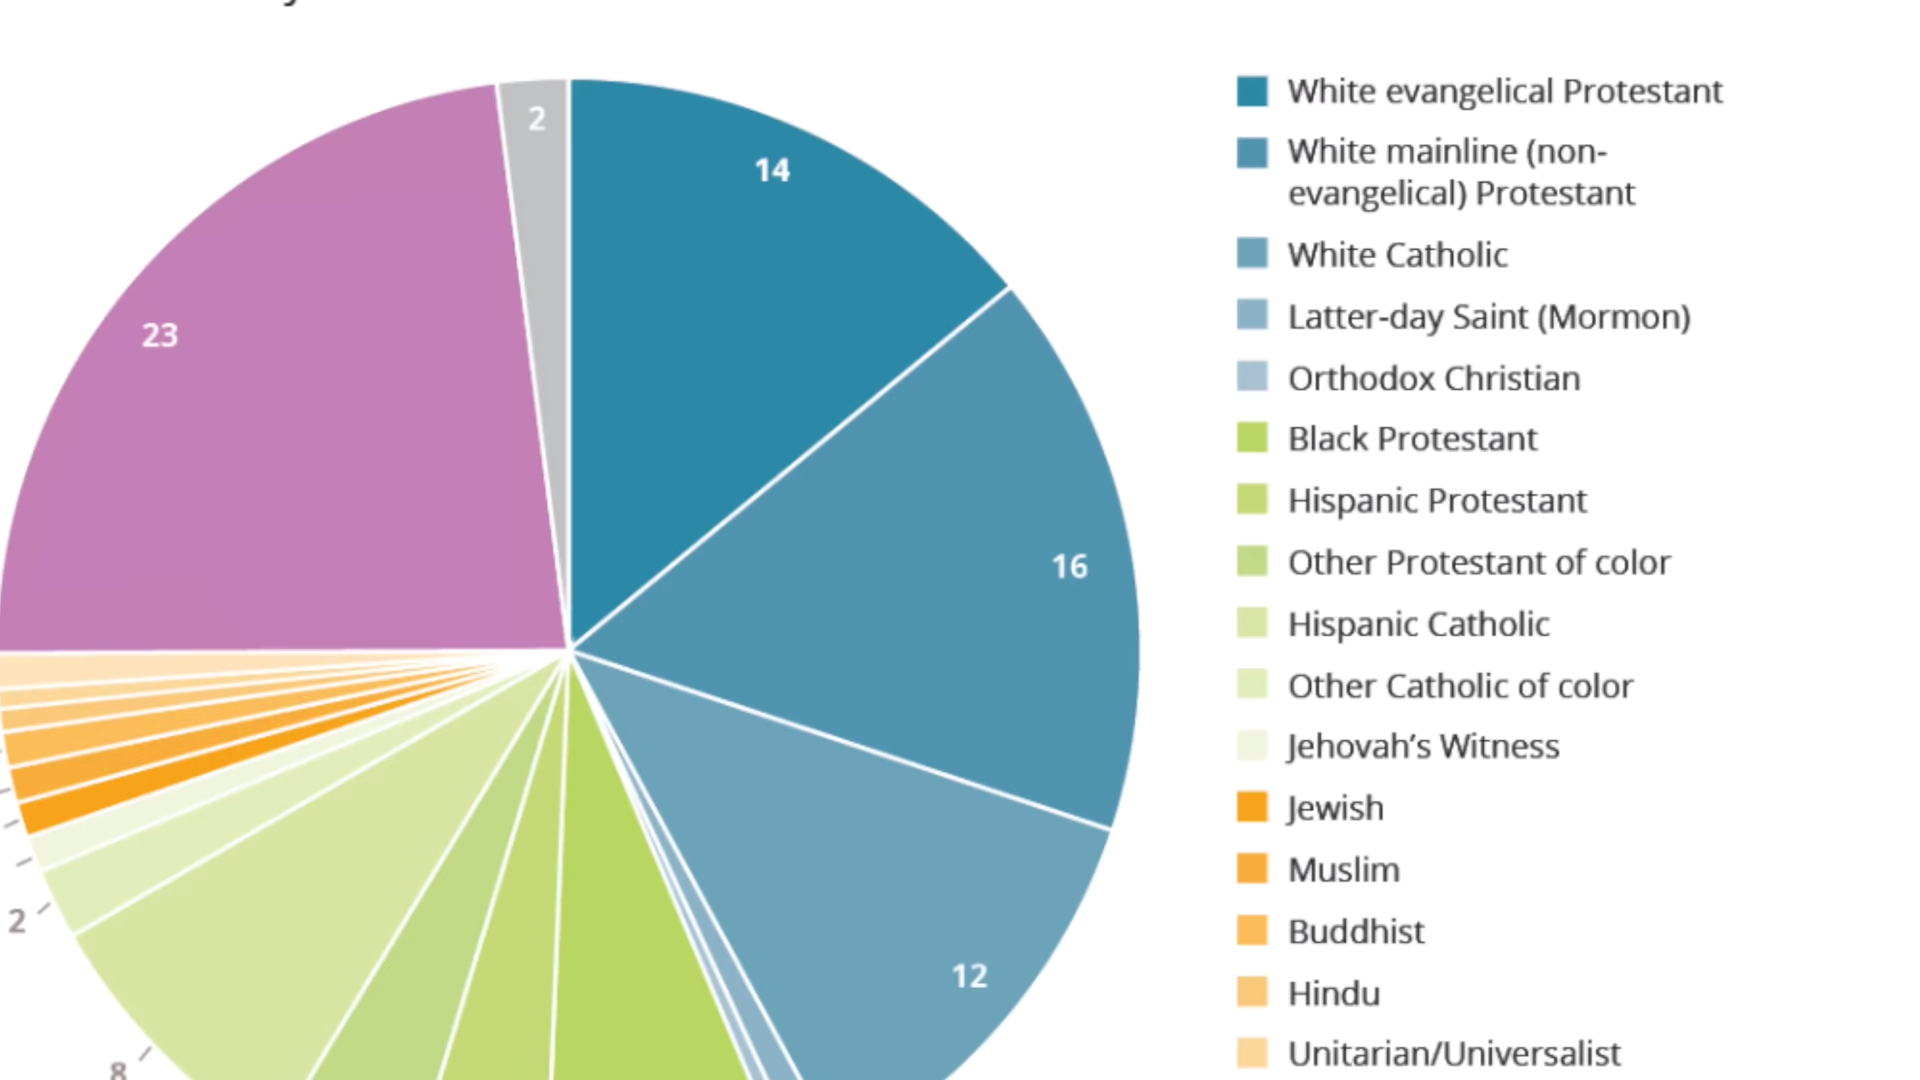 2
14
23
16
12
2
8
White evangelical Protestant
White mainline (non-
evangelical) Protestant
White Catholic
Latter-day Saint (Mormon)
Orthodox Christian
Black Protestant
Hispanic Protestant
Other Protestant of color
Hispanic Catholic
Other Catholic of color
Jehovah’s Witness
Jewish
Muslim
Buddhist
Hindu
Unitarian/Universalist